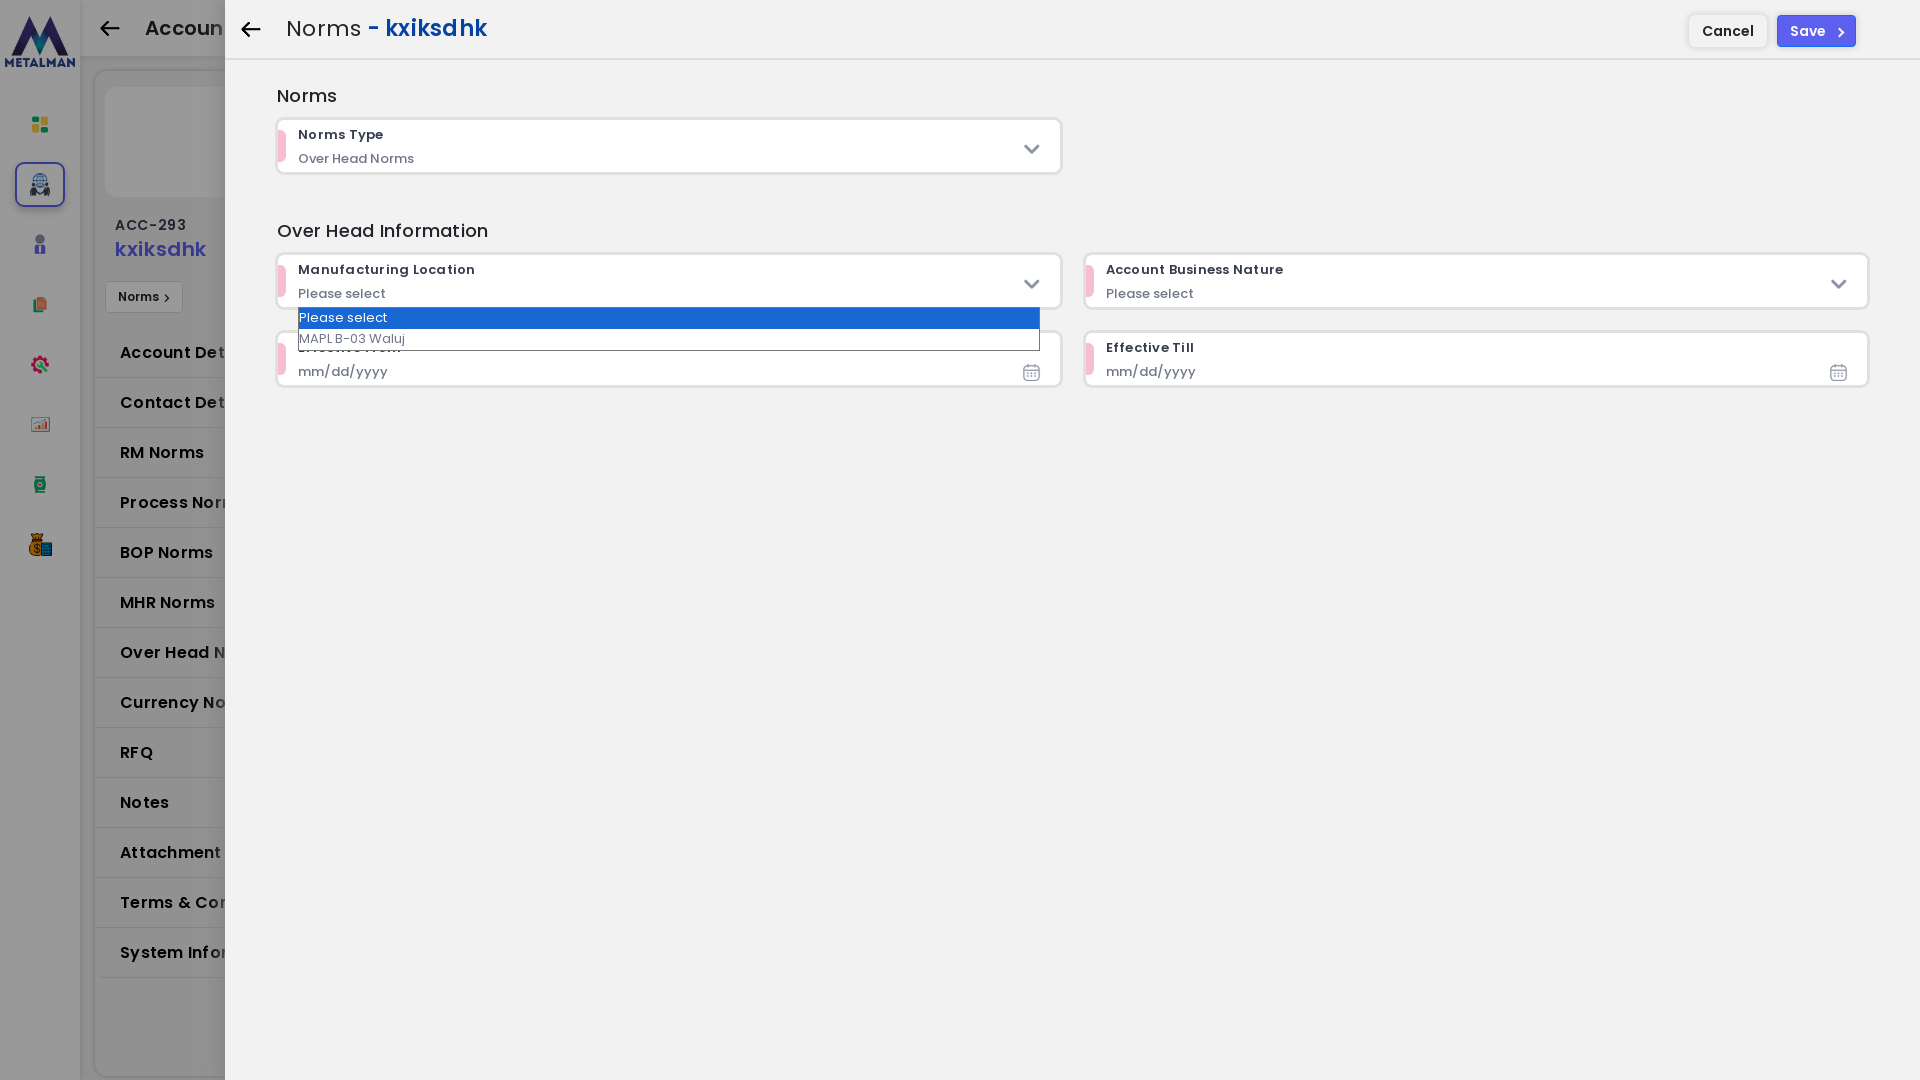 METALMAN
Accoun
Norms - kxiksdhk
Cancel
Save
ACC-293
kxiksdhk
Norms
Account Det
Contact Det
RM Norms
Process Nor
BOP Norms
MHR Norms
Over Head N
Currency No
RFQ
Notes
Attachment
Terms & Con
System Infor
Norms
Norms Type
Over Head Norms
Over Head Information
Manufacturing Location
Please select
Please select
MAPL B-03 Waluj
Account Business Nature
Please select
mm/dd/yyyy
Effective Till
mm/dd/yyyy